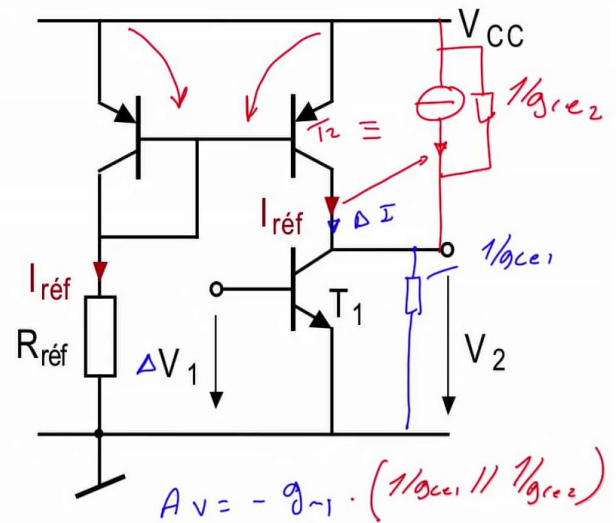 VCC
1/gce2
T2 ≡
Iréf
ΔI
1/gce1
Iréf
T1
Rréf
ΔV1
V2
Av = - gm1 · (1/gce1 // 1/gce2)